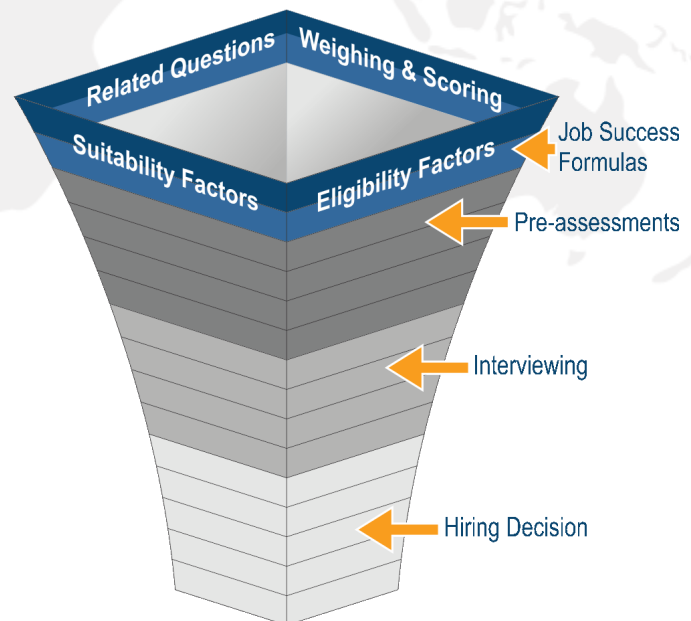 Related Questions
Weighing & Scoring
Suitability Factors
Eligibility Factors
Job Success
Formulas
Pre-assessments
Interviewing
Hiring Decision